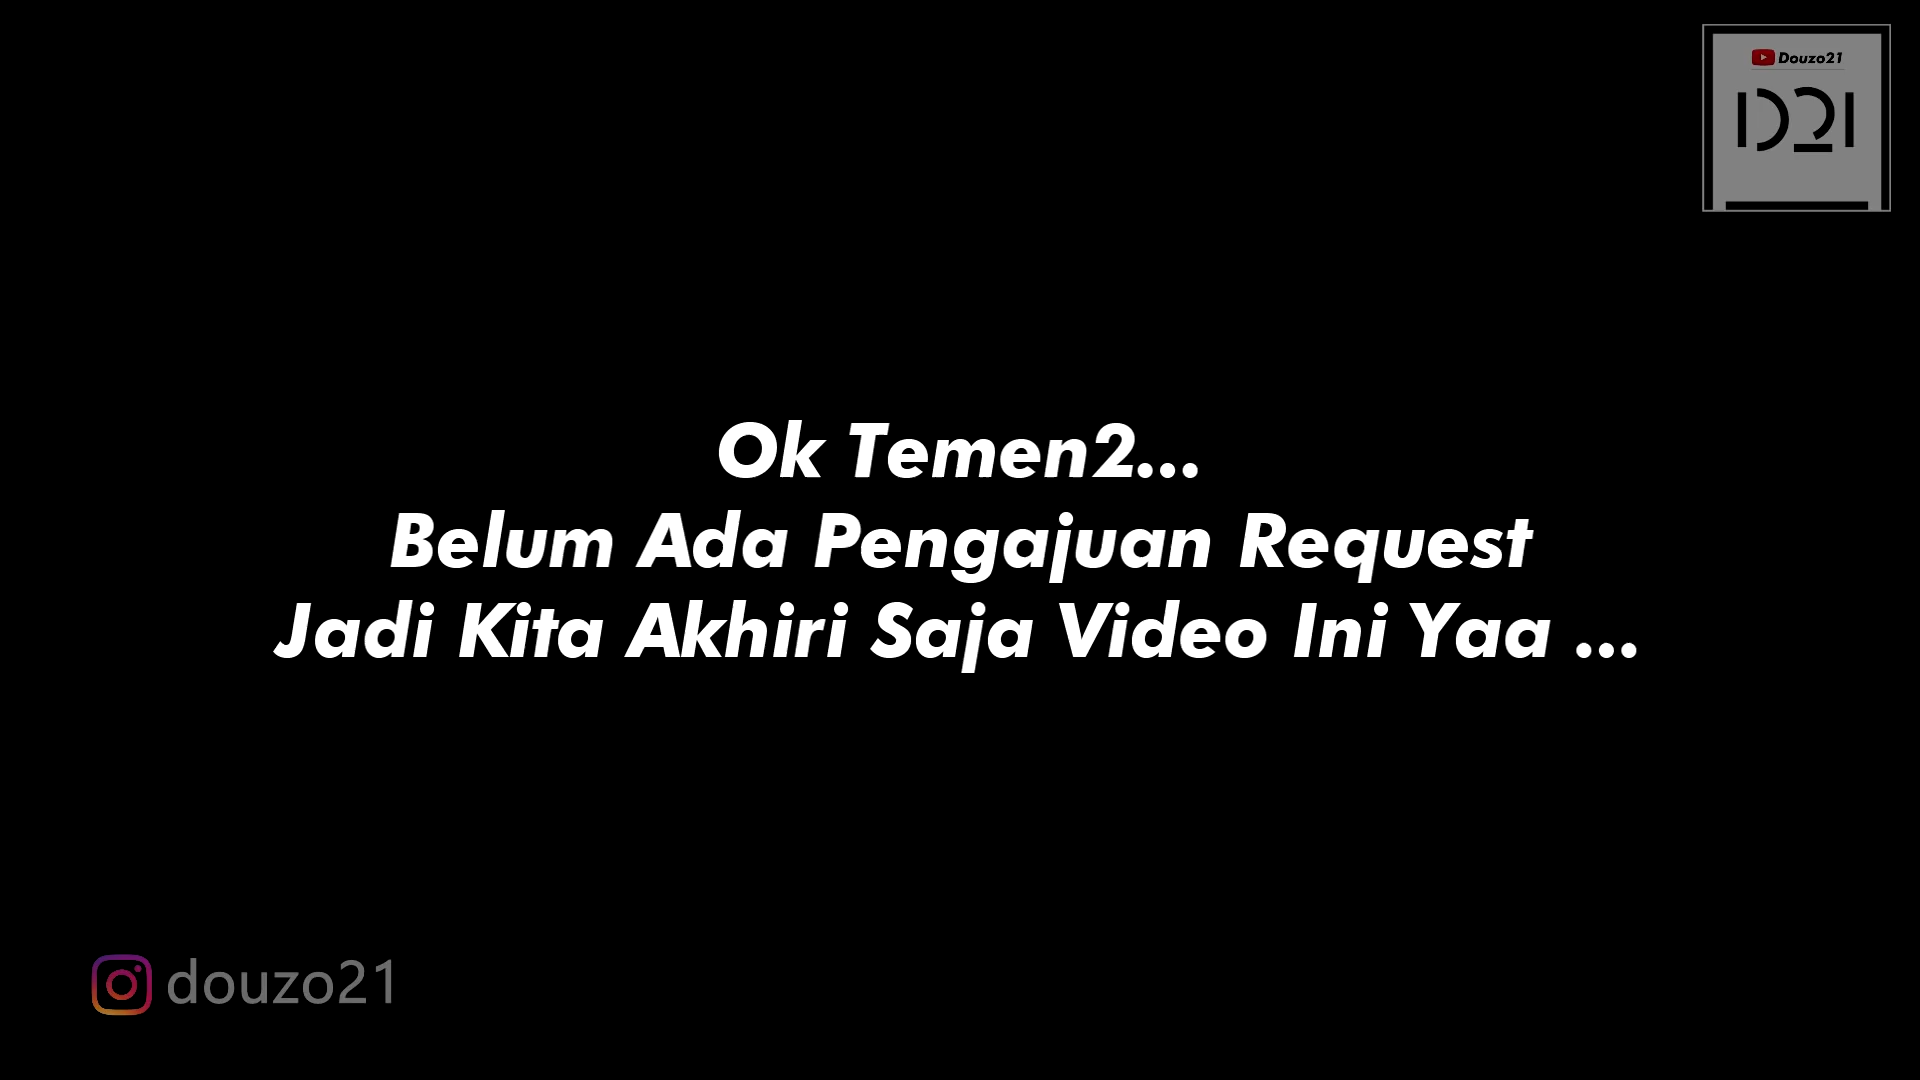 Douzo21
D21
Ok Temen2...
Belum Ada Pengajuan Request
Jadi Kita Akhiri Saja Video Ini Yaa ...
douzo21